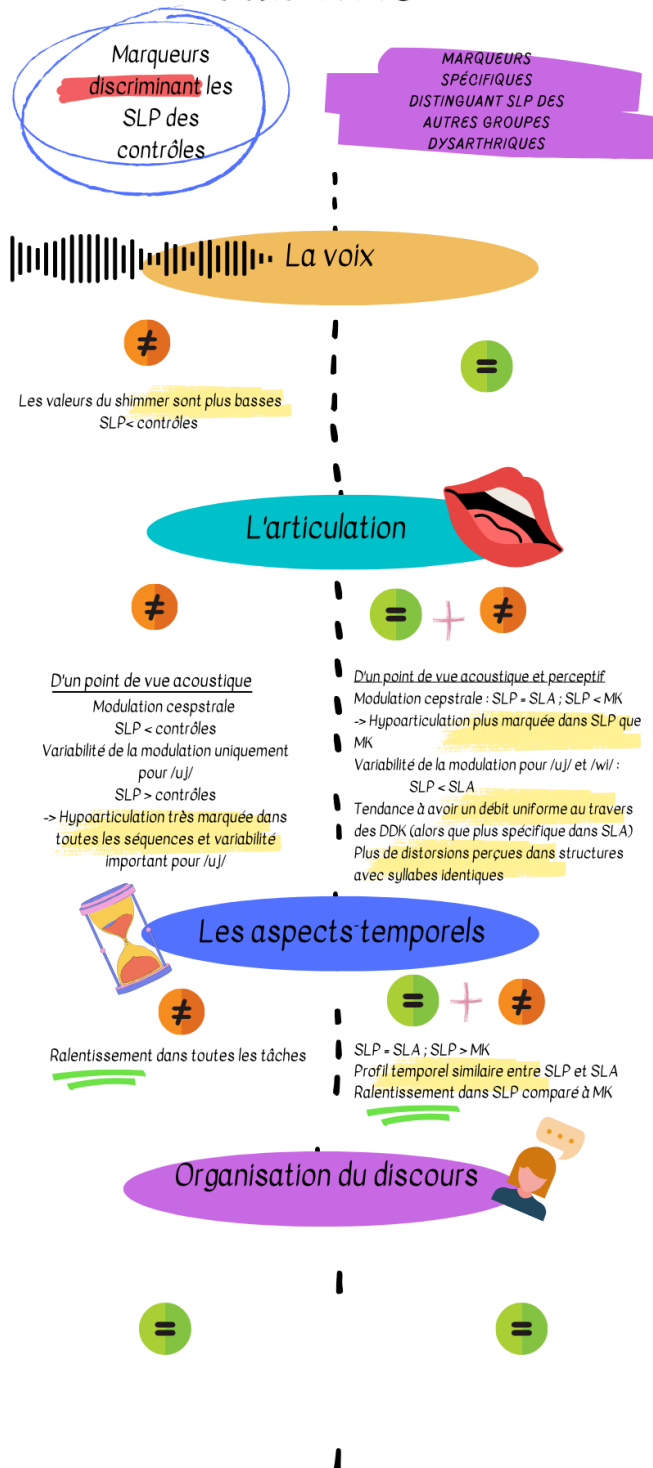 Marqueurs
discriminant les
SLP des
contrôles
MARQUEURS
SPÉCIFIQUES
DISTINGUANT SLP DES
AUTRES GROUPES
DYSARTHRIQUES
La voix
≠
=
Les valeurs du shimmer sont plus basses
SLP< contrôles
L'articulation
≠
= + ≠
D'un point de vue acoustique
Modulation cespstrale
SLP < contrôles
Variabilité de la modulation uniquement
pour /uj/
SLP > contrôles
-> Hypoarticulation très marquée dans
toutes les séquences et variabilité
important pour /uj/
D'un point de vue acoustique et perceptif
Modulation cepstrale : SLP = SLA ; SLP < MK
-> Hypoarticulation plus marquée dans SLP que
MK
Variabilité de la modulation pour /uj/ et /wi/ :
SLP < SLA
Tendance à avoir un débit uniforme au travers
des DDK (alors que plus spécifique dans SLA)
Plus de distorsions perçues dans structures
avec syllabes identiques
Les aspects temporels
≠
= + ≠
Ralentissement dans toutes les tâches
SLP = SLA ; SLP > MK
Profil temporel similaire entre SLP et SLA
Ralentissement dans SLP comparé à MK
Organisation du discours
=
=